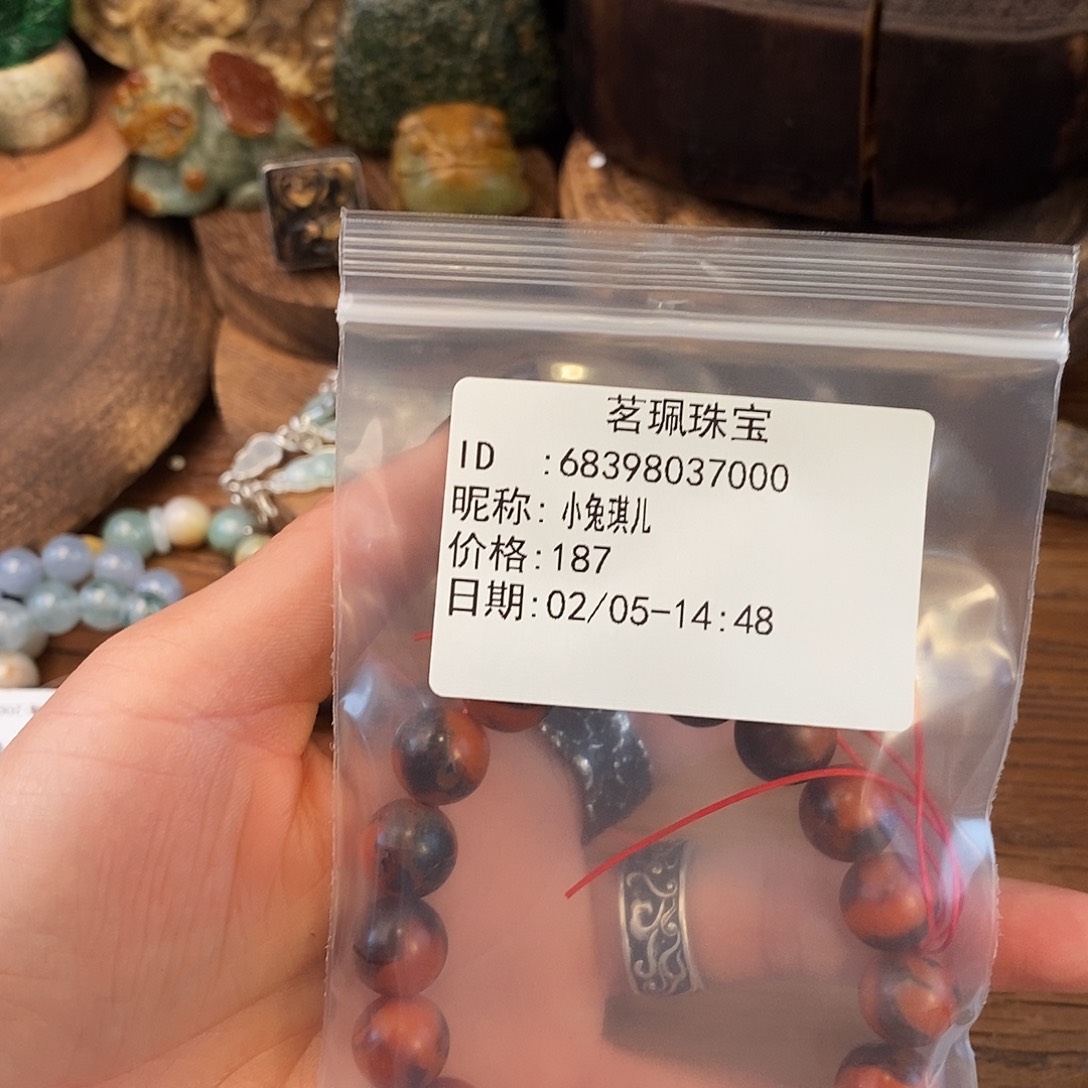 茗珮珠宝
ID :68398037000
昵称: 小兔琪儿
价格:187
日期:02/05-14:48